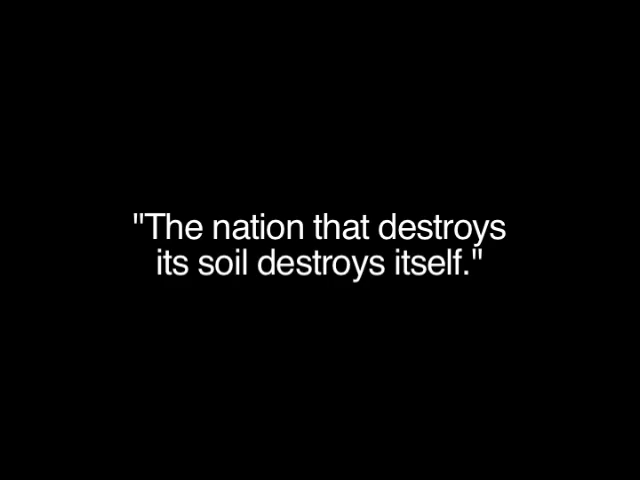 "The nation that destroys
its soil destroys itself."